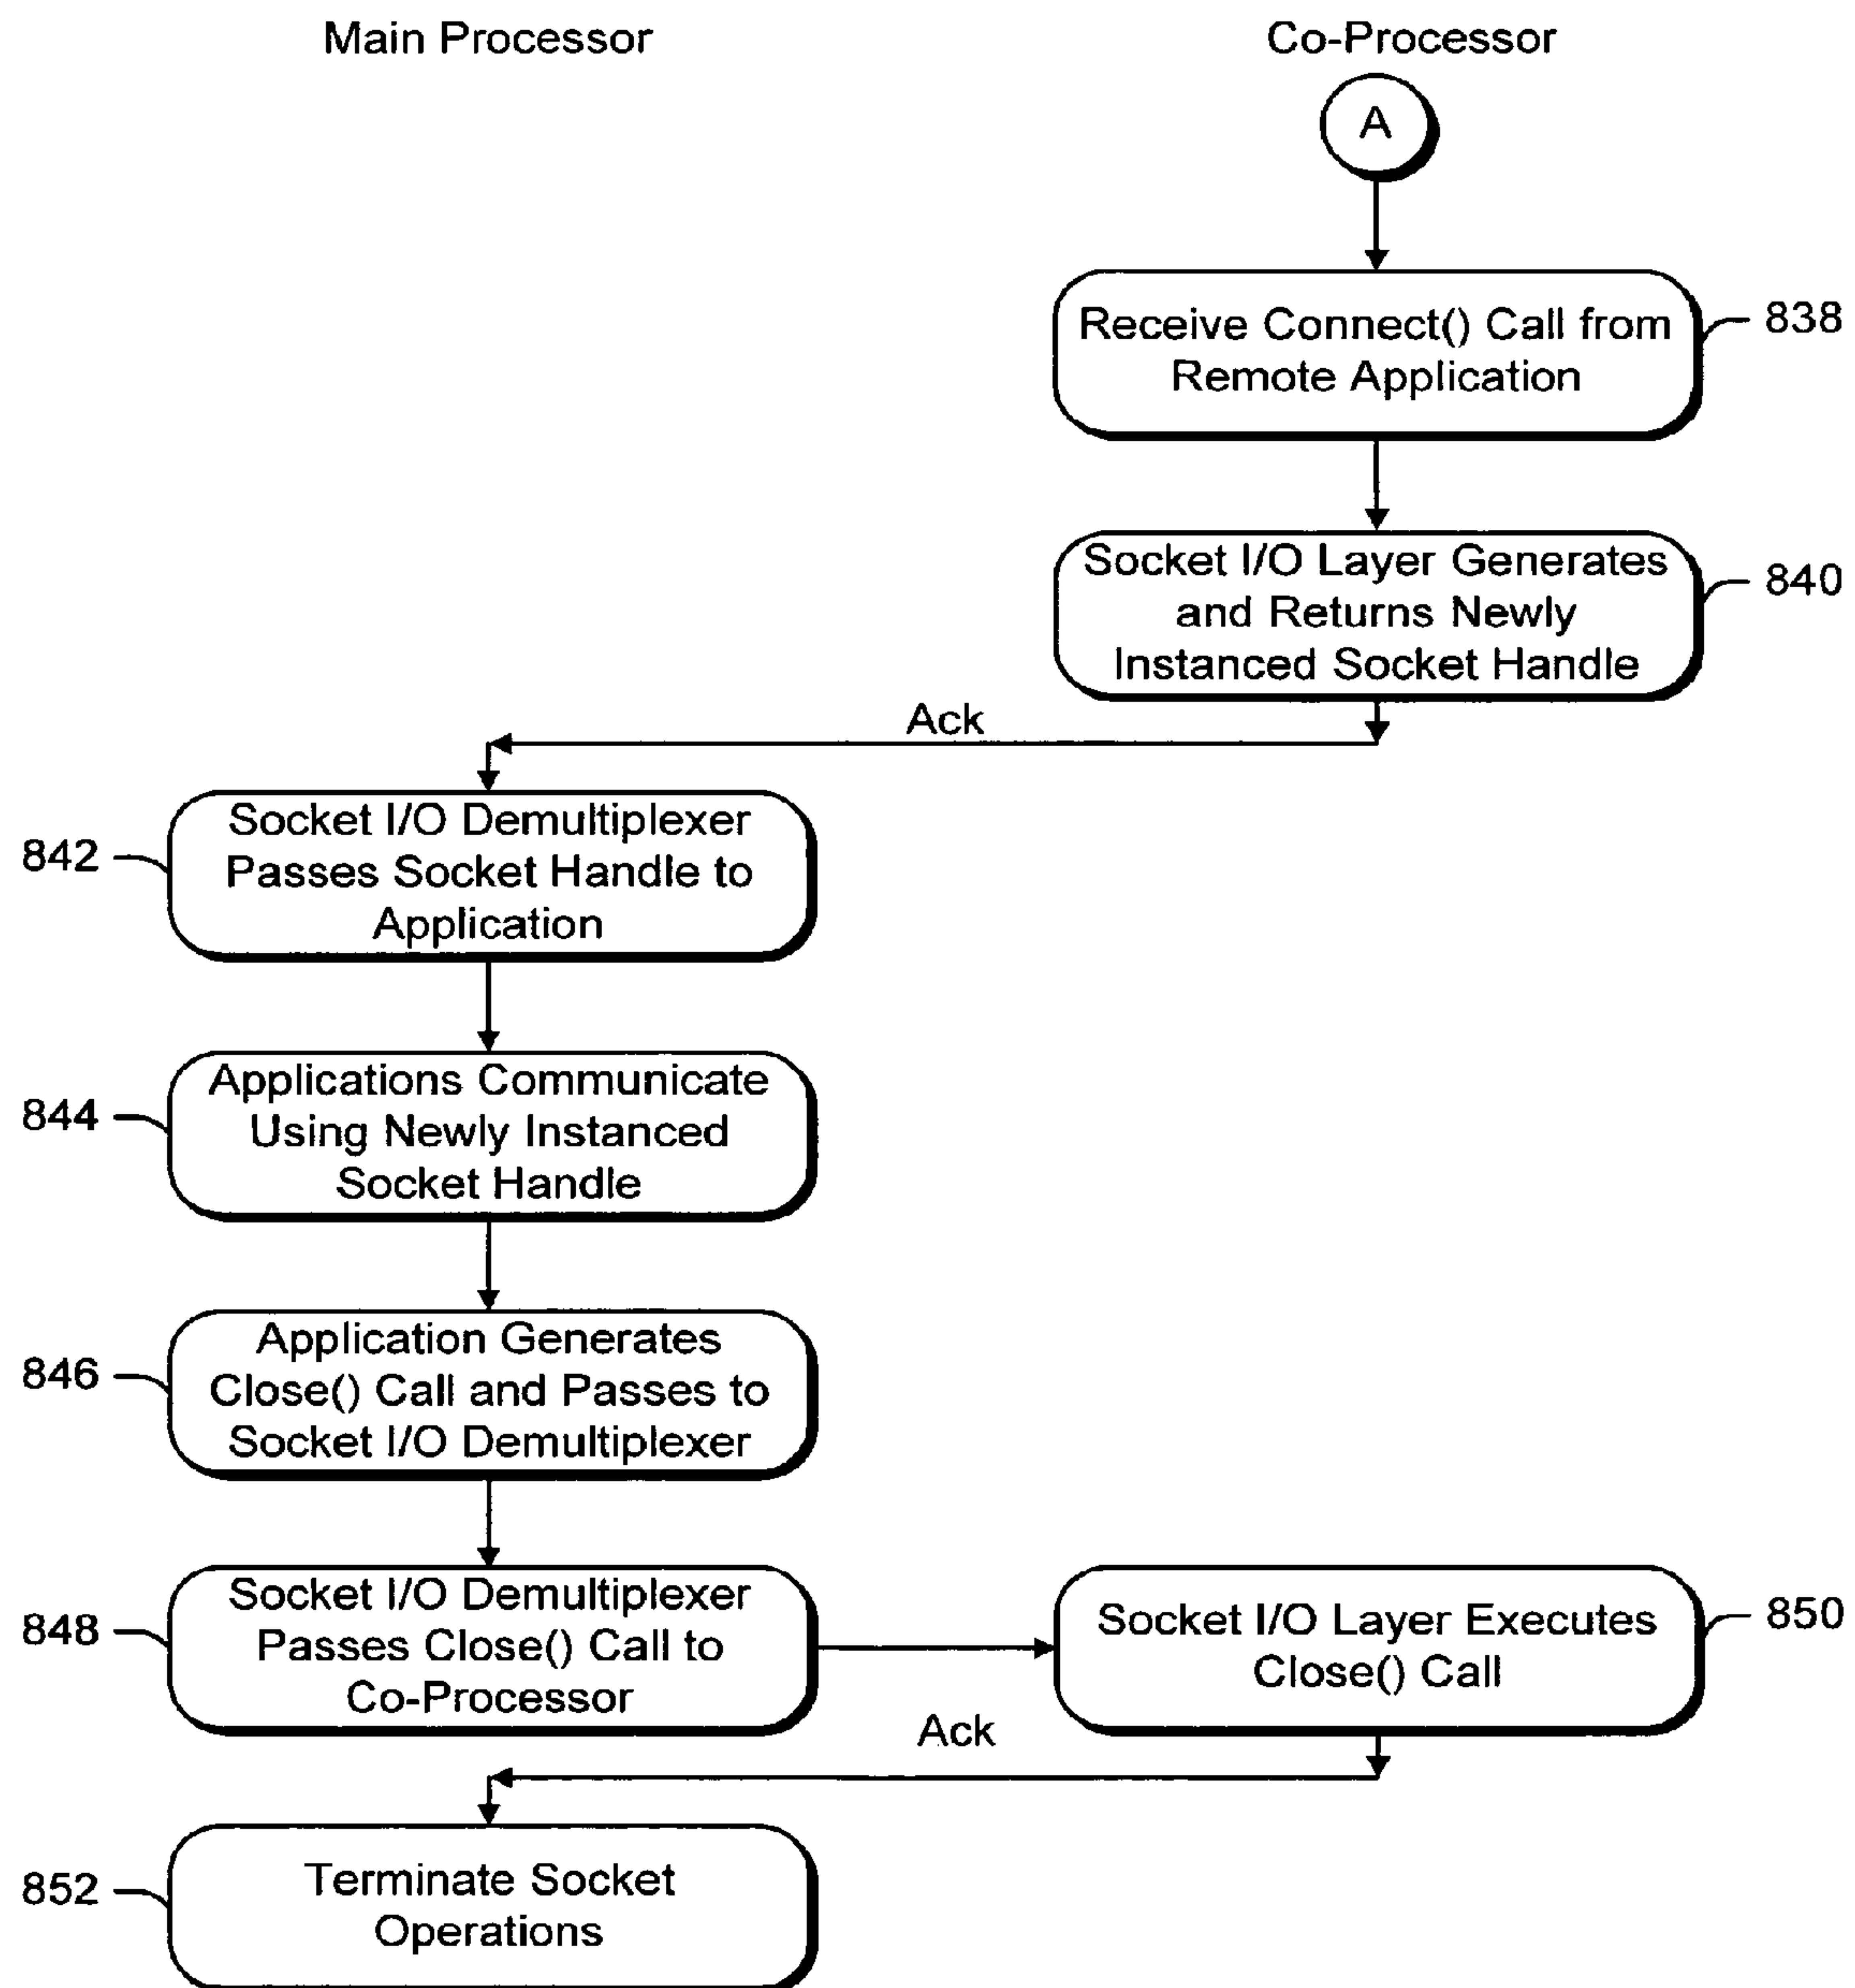 Main Processor
Co-Processor
A
Receive Connect() Call from
Remote Application
838
Socket I/O Layer Generates
and Returns Newly
Instanced Socket Handle
840
Ack
842
Socket I/O Demultiplexer
Passes Socket Handle to
Application
844
Applications Communicate
Using Newly Instanced
Socket Handle
846
Application Generates
Close() Call and Passes to
Socket I/O Demultiplexer
848
Socket I/O Demultiplexer
Passes Close() Call to
Co-Processor
Socket I/O Layer Executes
Close() Call
850
Ack
852
Terminate Socket
Operations